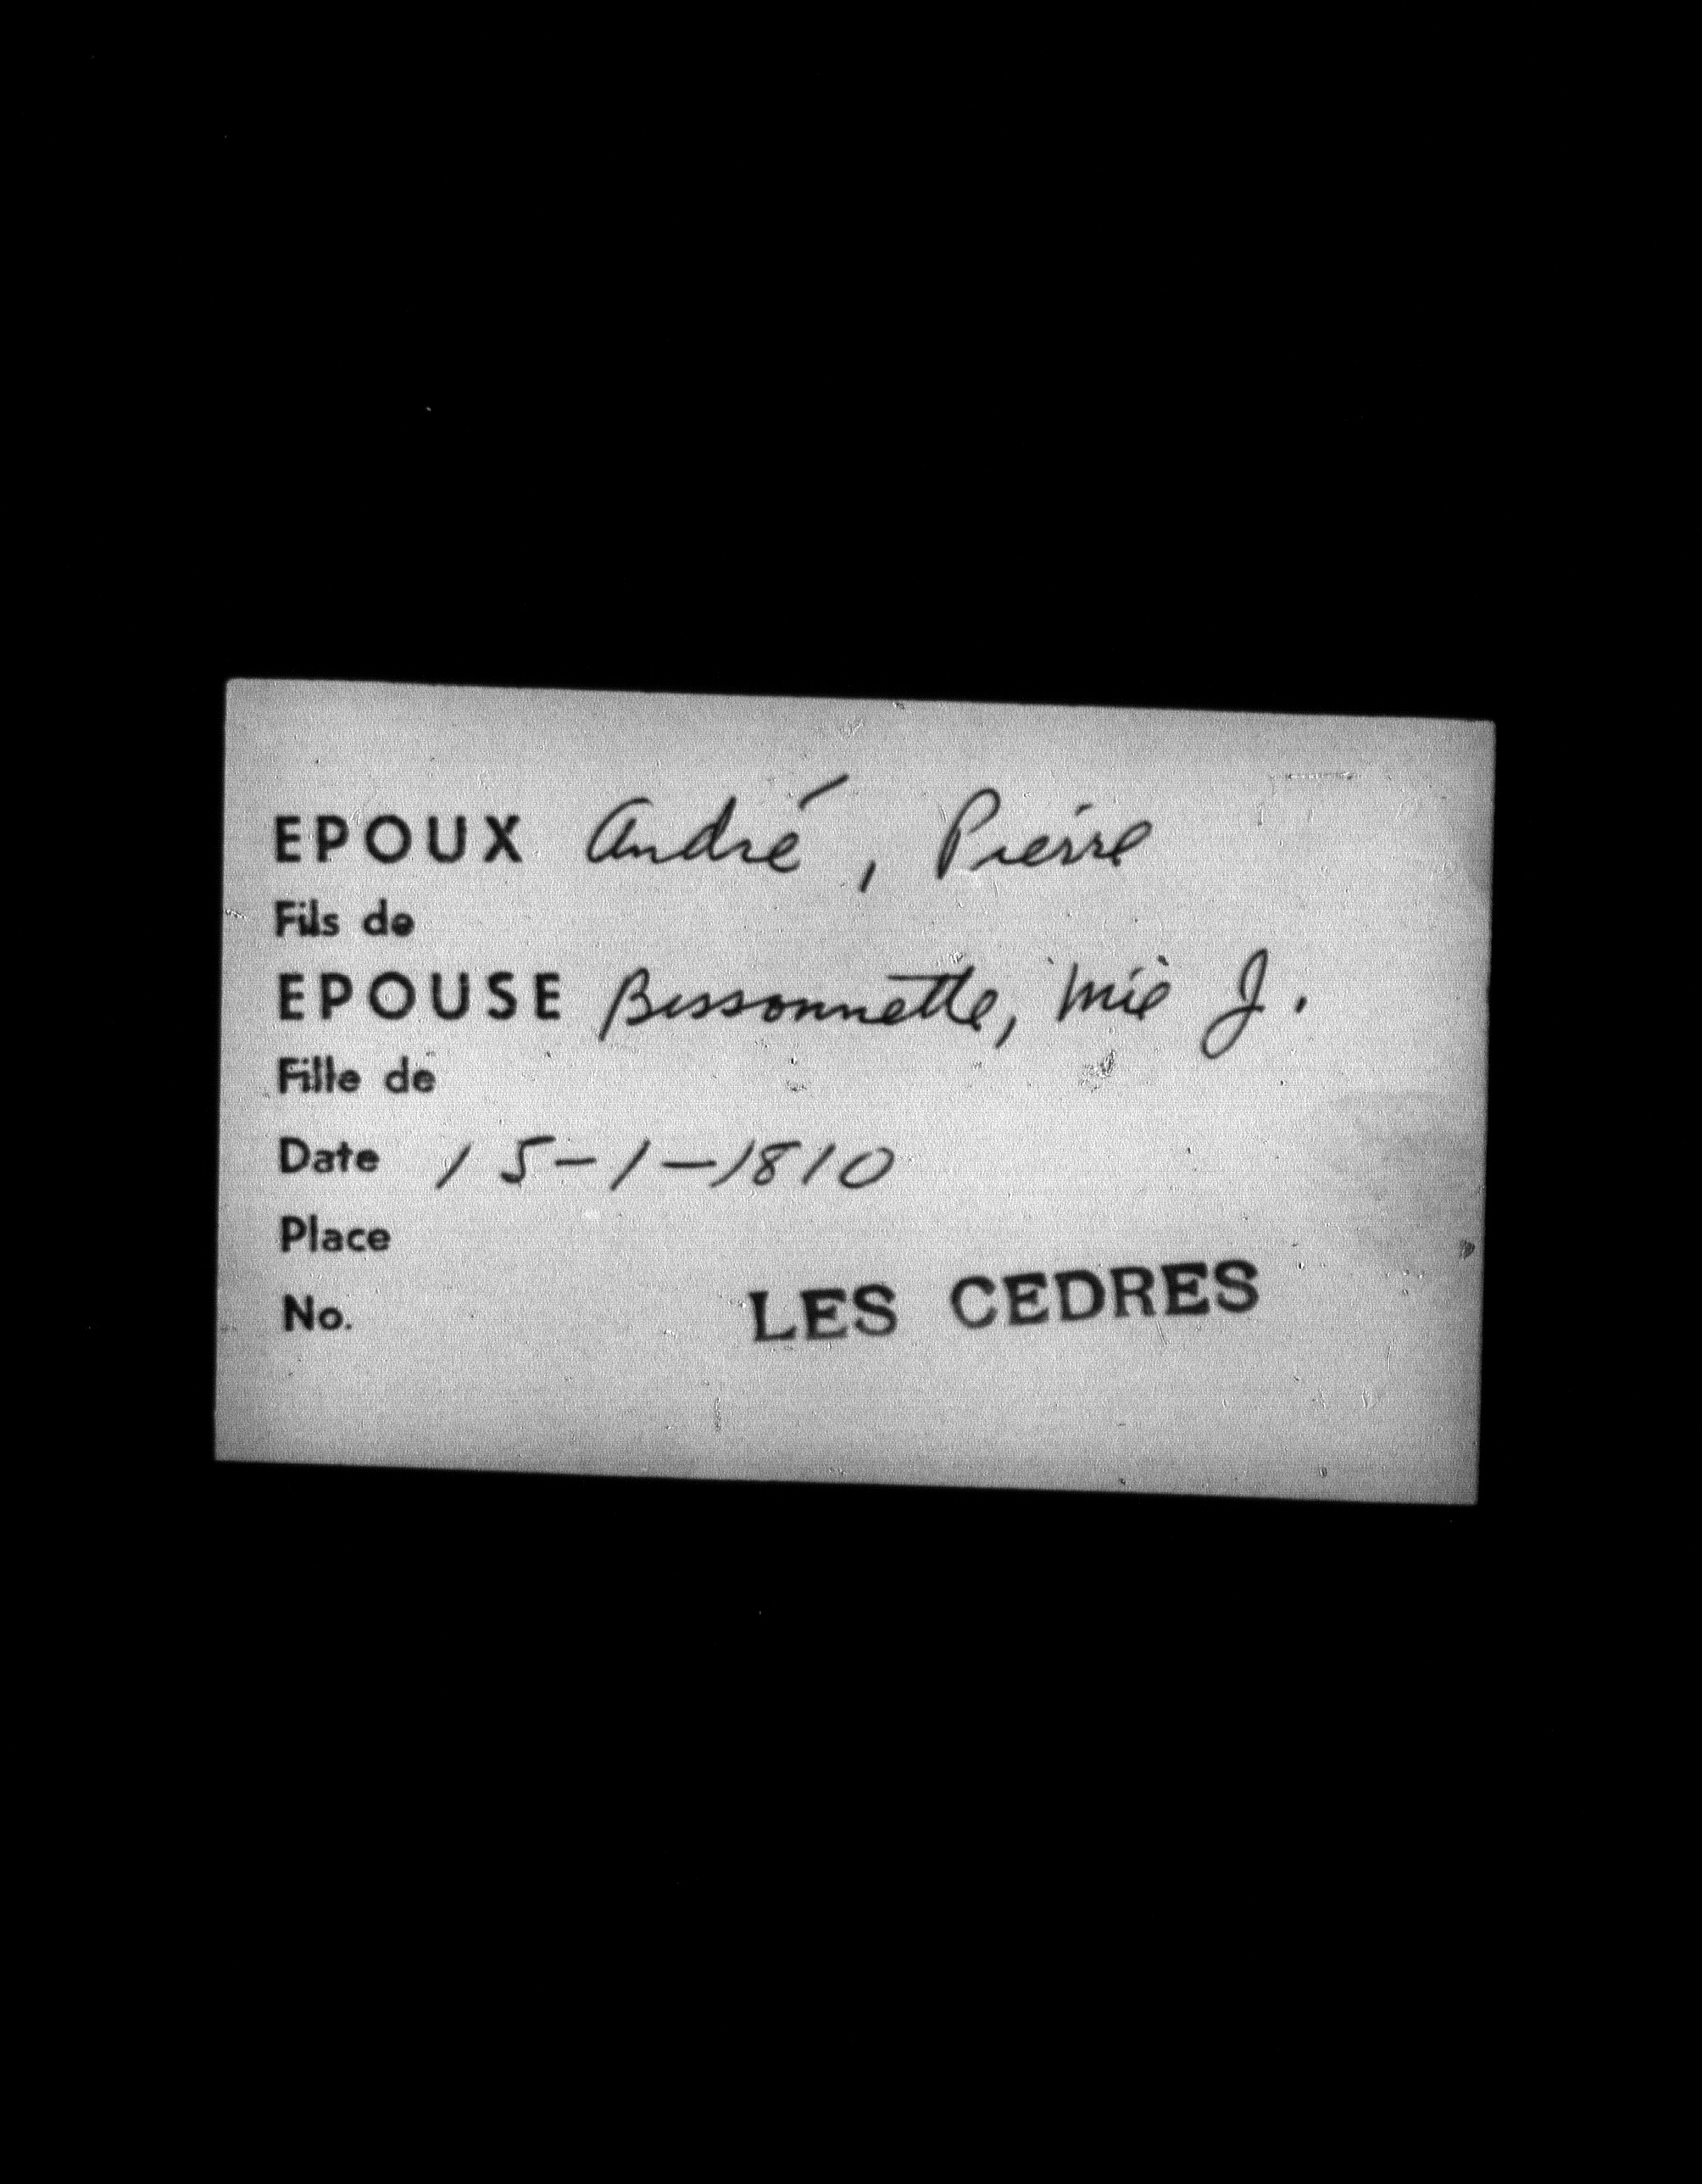 EPOUX André, Pierre
Fils de
EPOUSE Bissonnette, Mie J.
Fille de
Date 15-1-1810
Place
No. LES CEDRES